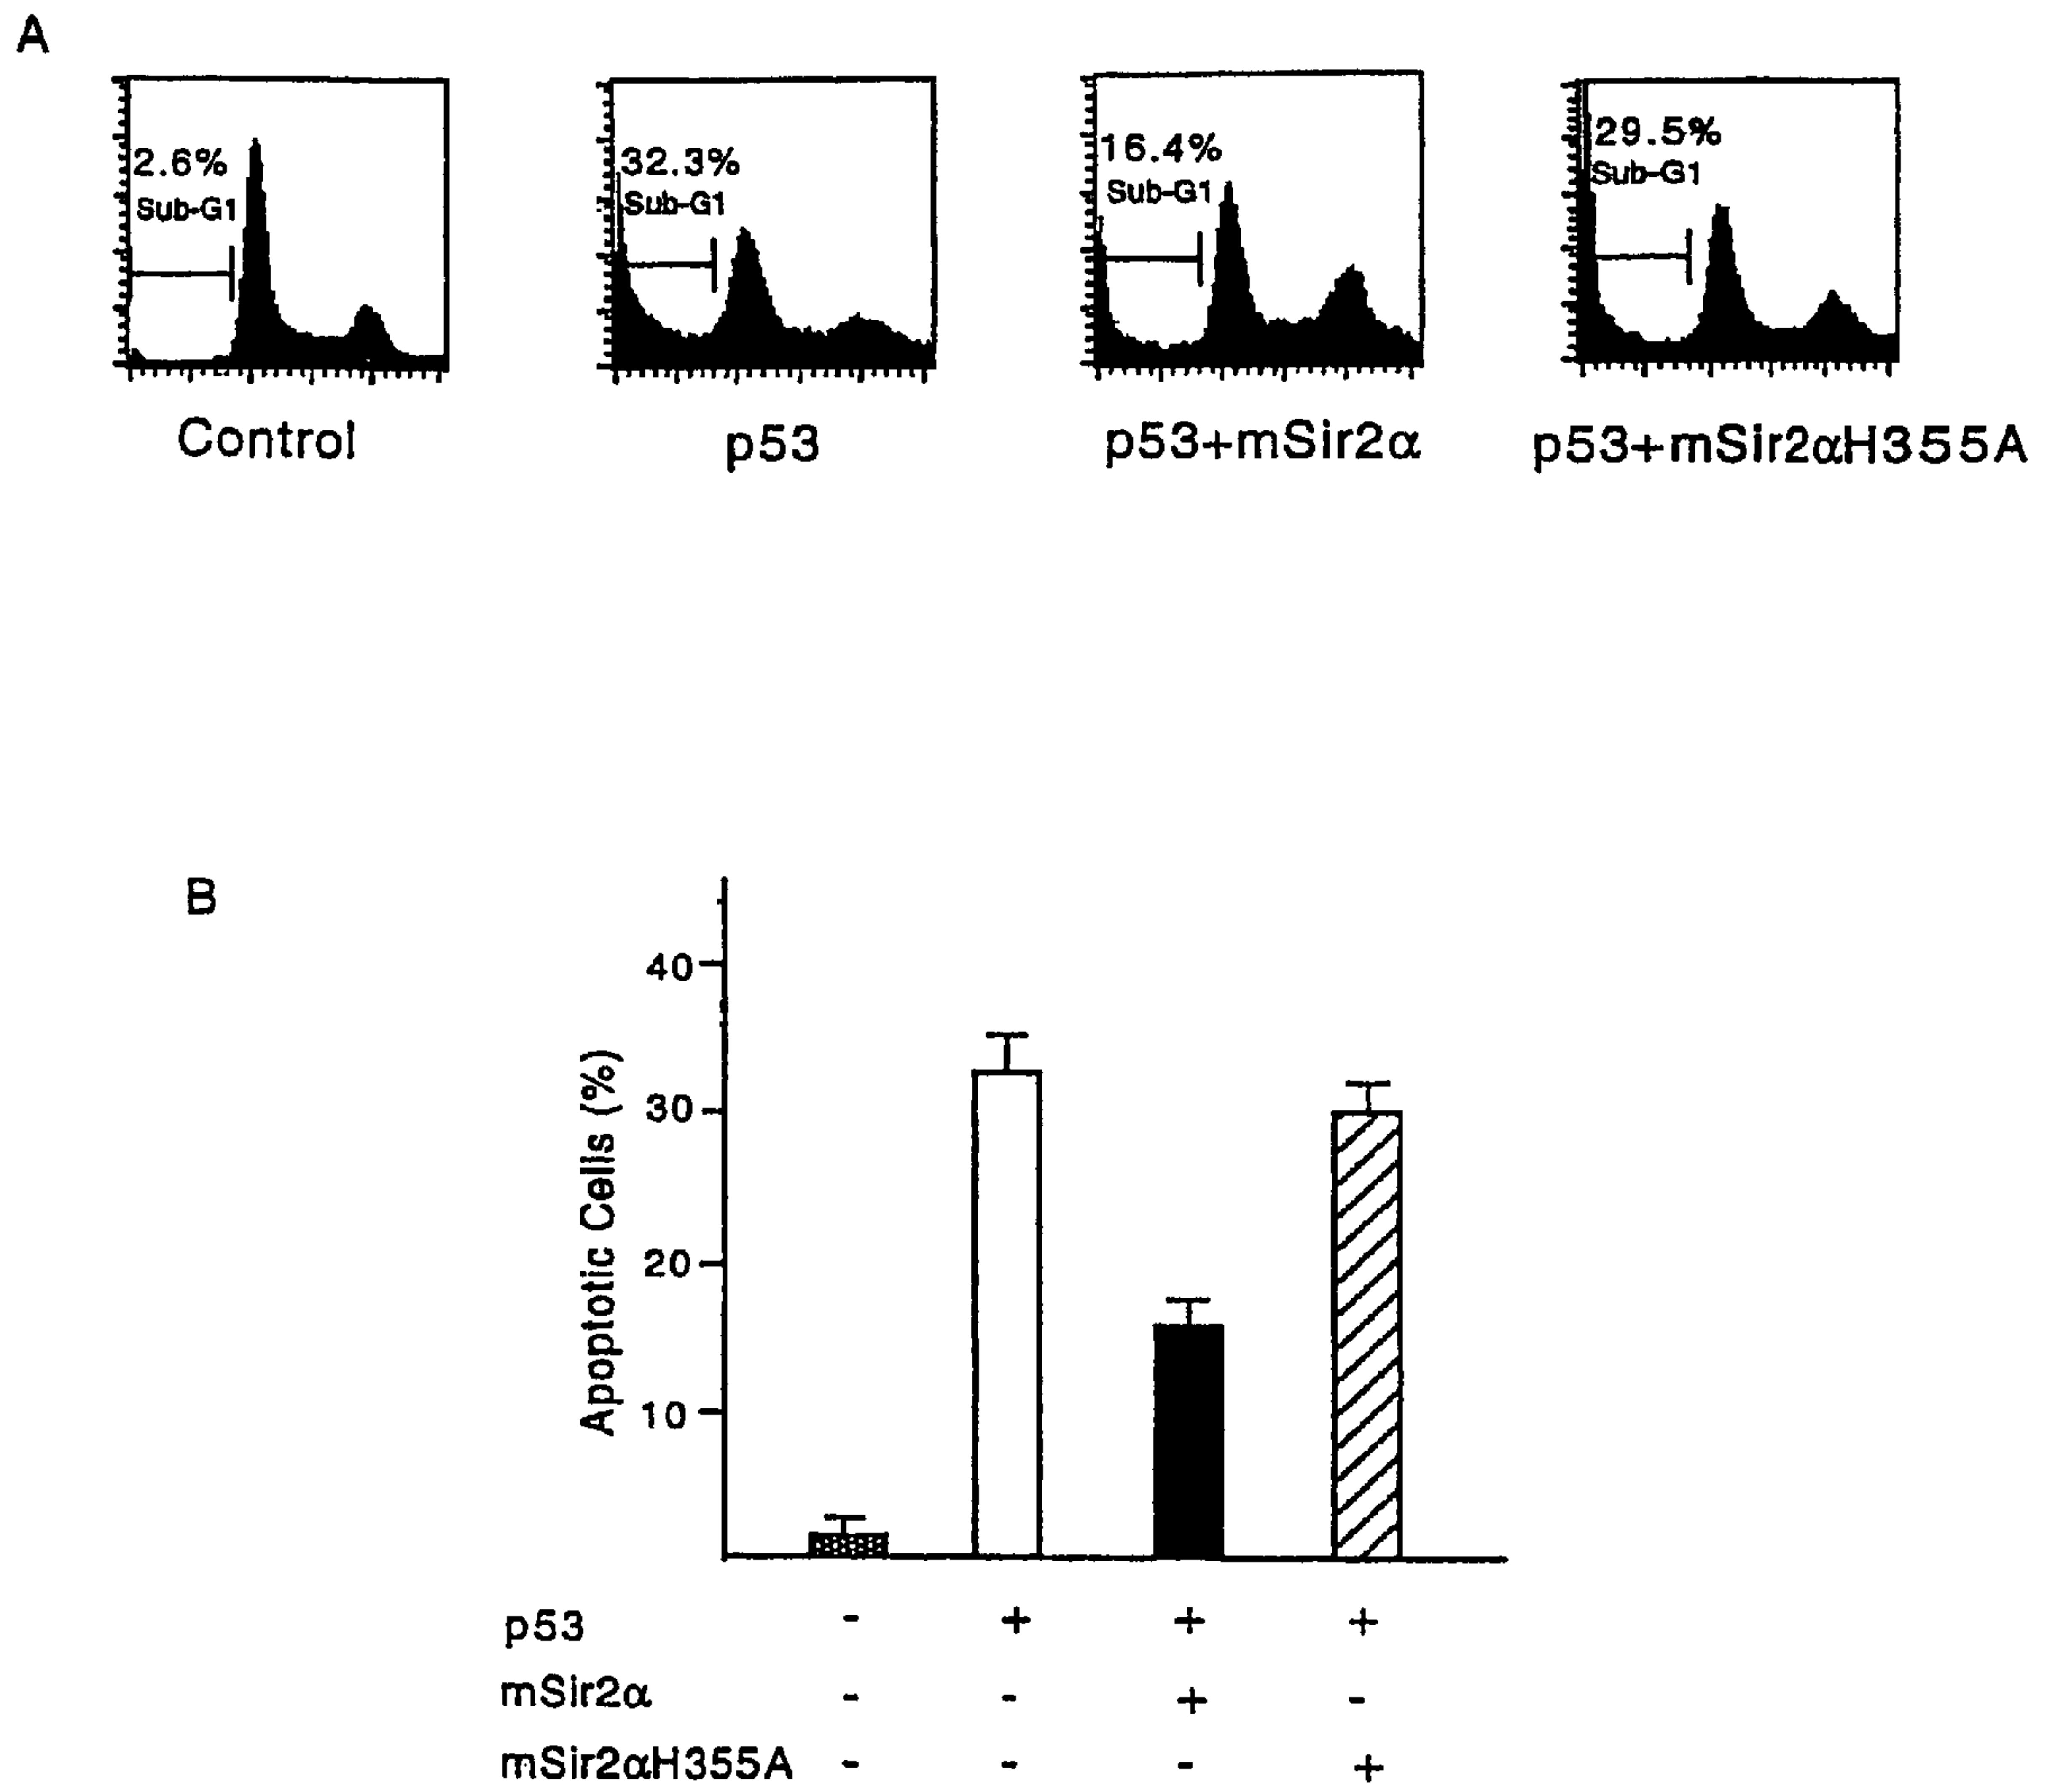 A
2.6%
Sub-G1
32.3%
Sub-G1
16.4%
Sub-G1
29.5%
Sub-G1
Control
p53
p53+mSir2α
p53+mSir2αH355A
B
Apoptotic Cells (%)
40
30
20
10
p53 - + + +
mSir2α - - + -
mSir2αH355A - - - +